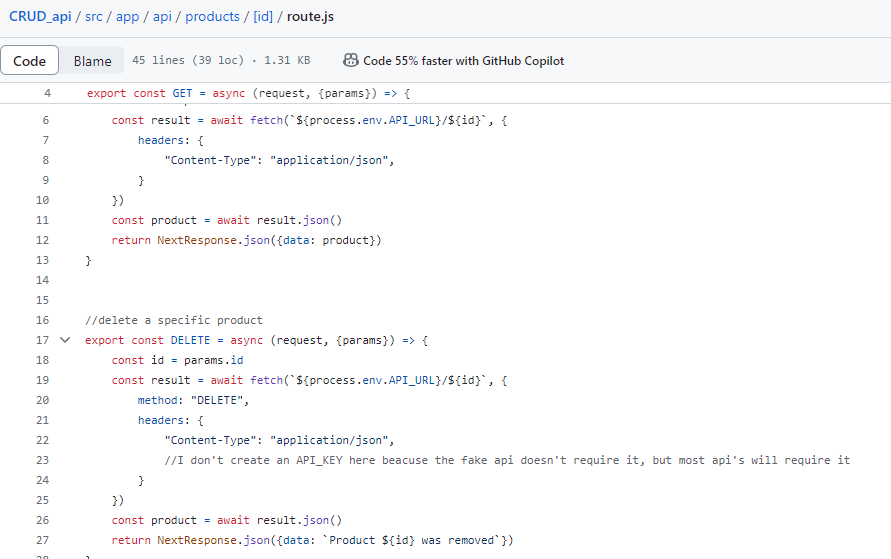 CRUD_api / src / app / api / products / [id] / route.js
Code Blame 45 lines (39 loc) · 1.31 KB Code 55% faster with GitHub Copilot
4 export const GET = async (request, {params}) => {
6 const result = await fetch(`${process.env.API_URL}/${id}`, {
7 headers: {
8 "Content-Type": "application/json",
9 }
10 })
11 const product = await result.json()
12 return NextResponse.json({data: product})
13 }
14
15
16 //delete a specific product
17 export const DELETE = async (request, {params}) => {
18 const id = params.id
19 const result = await fetch(`${process.env.API_URL}/${id}`, {
20 method: "DELETE",
21 headers: {
22 "Content-Type": "application/json",
23 //I don't create an API_KEY here beacuse the fake api doesn't require it, but most api's will require it
24 }
25 })
26 const product = await result.json()
27 return NextResponse.json({data: `Product ${id} was removed`})